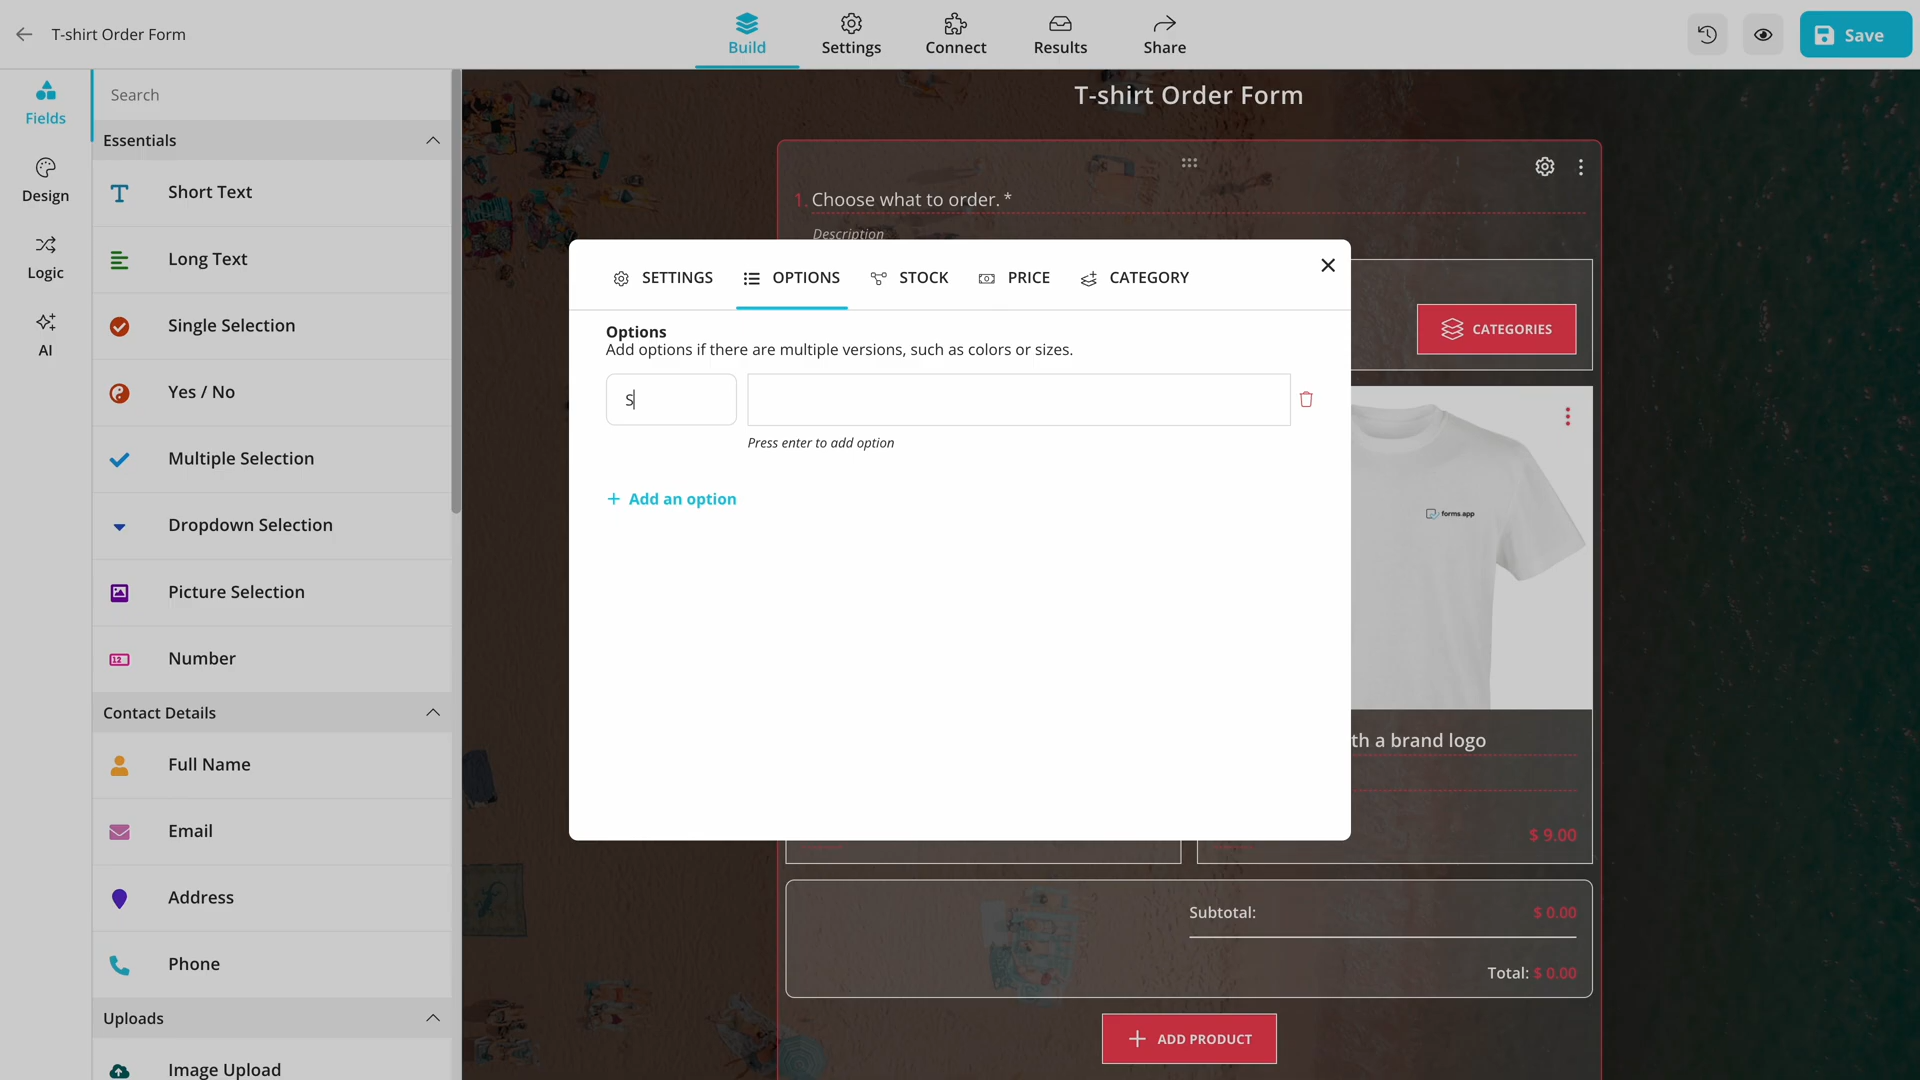 T-shirt Order Form
Build
Settings
Connect
Results
Share
Save
Fields
Design
Logic
AI
Search
Essentials
Short Text
Long Text
Single Selection
Yes / No
Multiple Selection
Dropdown Selection
Picture Selection
Number
Contact Details
Full Name
Email
Address
Phone
Uploads
Image Upload
T-shirt Order Form
1. Choose what to order. *
Description
SETTINGS
OPTIONS
STOCK
PRICE
CATEGORY
Options
Add options if there are multiple versions, such as colors or sizes.
S
Press enter to add option
+ Add an option
CATEGORIES
forms.app
th a brand logo
$ 9.00
Subtotal: $ 0.00
Total: $ 0.00
+ ADD PRODUCT